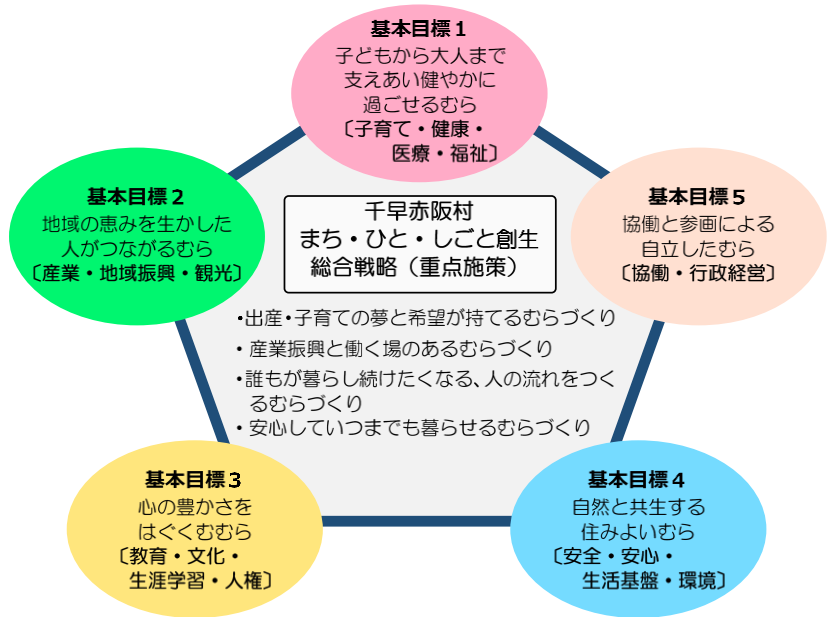 基本目標１
子どもから大人まで
支えあい健やかに
過ごせるむら
〔子育て・健康・
医療・福祉〕
基本目標２
地域の恵みを生かした
人がつながるむら
〔産業・地域振興・観光〕
基本目標５
協働と参画による
自立したむら
〔協働・行政経営〕
千早赤阪村
まち・ひと・しごと創生
総合戦略（重点施策）
・出産・子育ての夢と希望が持てるむらづくり
・産業振興と働く場のあるむらづくり
・誰もが暮らし続けたくなる、人の流れをつく
るむらづくり
・安心していつまでも暮らせるむらづくり
基本目標３
心の豊かさを
はぐくむむら
〔教育・文化・
生涯学習・人権〕
基本目標４
自然と共生する
住みよいむら
〔安全・安心・
生活基盤・環境〕